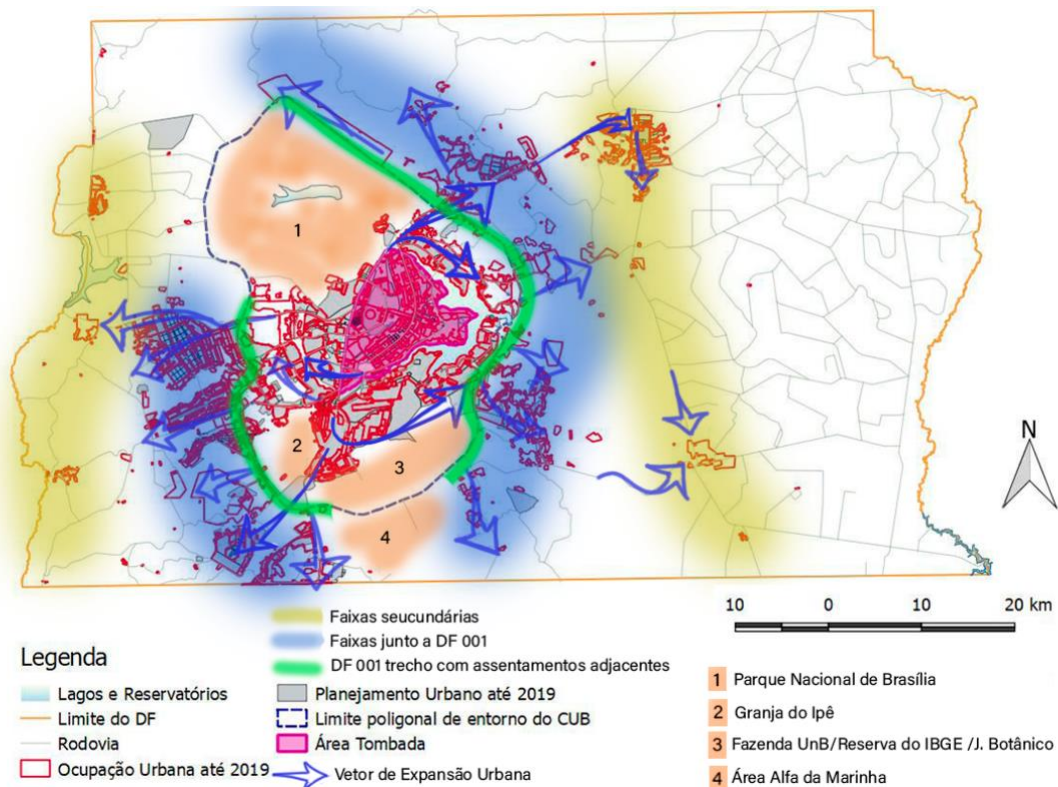 1
2
3
4
N
10 0 10 20 km
Legenda
Lagos e Reservatórios
Limite do DF
Rodovia
Ocupação Urbana até 2019
Faixas seucundárias
Faixas junto a DF 001
DF 001 trecho com assentamentos adjacentes
Planejamento Urbano até 2019
Limite poligonal de entorno do CUB
Área Tombada
Vetor de Expansão Urbana
1 Parque Nacional de Brasília
2 Granja do Ipê
3 Fazenda UnB/Reserva do IBGE /J. Botânico
4 Área Alfa da Marinha